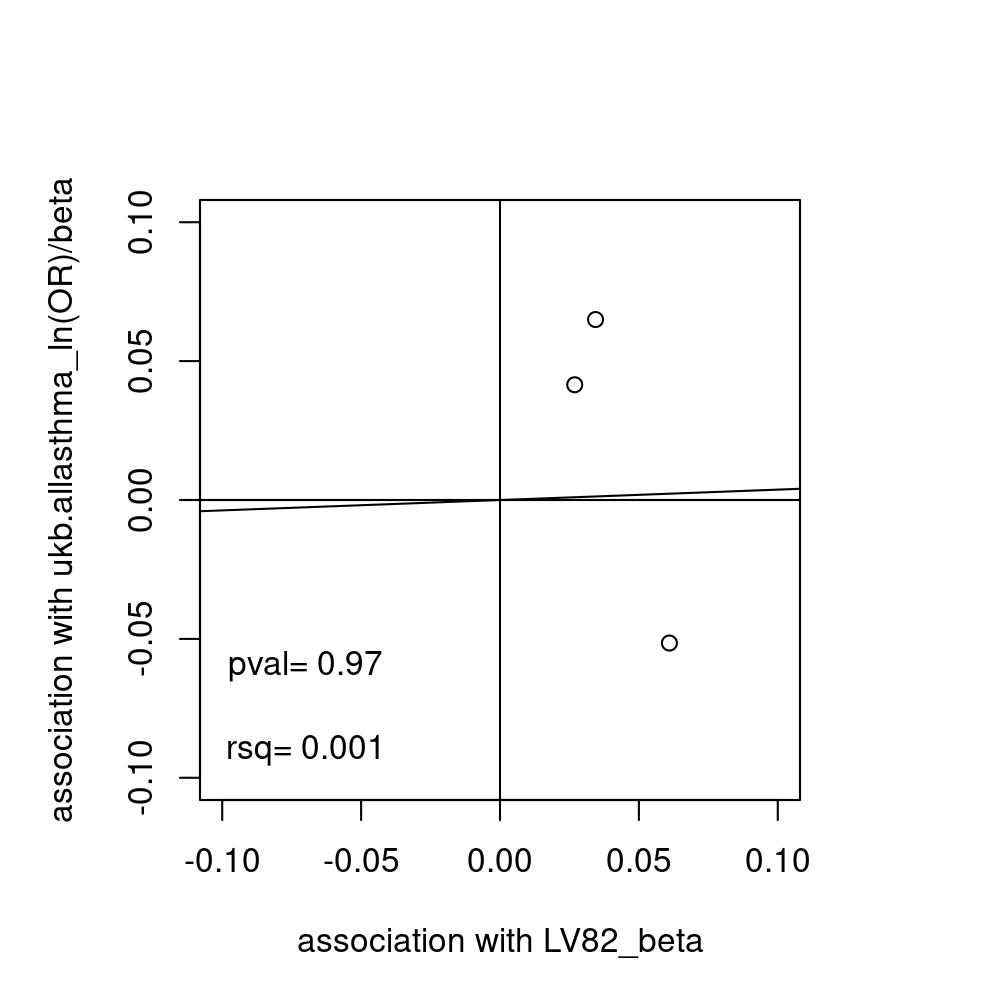 association with ukb.allasthma_ln(OR)/beta
0.10
0.05
0.00
-0.05
-0.10
pval= 0.97
rsq= 0.001
-0.10 -0.05 0.00 0.05 0.10
association with LV82_beta